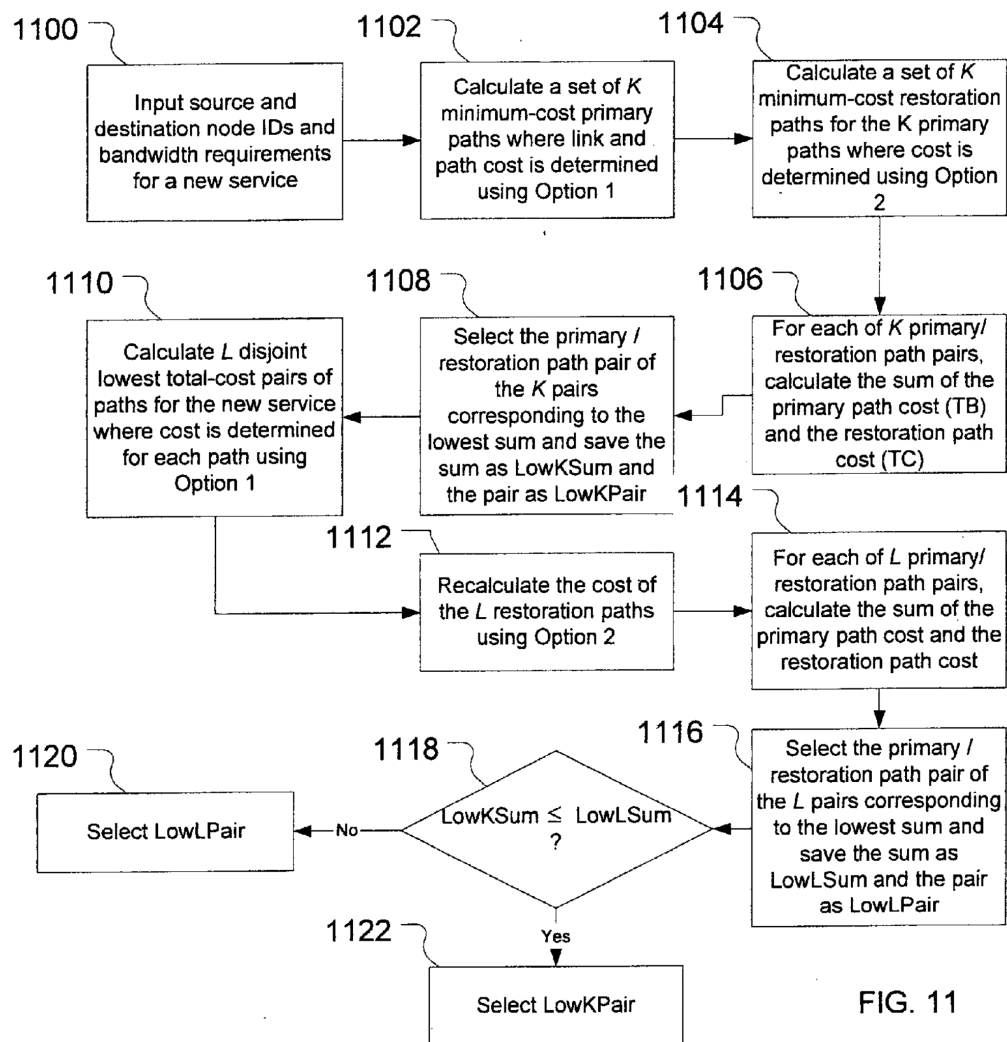 1100
Input source and
destination node IDs and
bandwidth requirements
for a new service
1102
Calculate a set of K
minimum-cost primary
paths where link and
path cost is determined
using Option 1
1104
Calculate a set of K
minimum-cost restoration
paths for the K primary
paths where cost is
determined using Option
2
1106
For each of K primary/
restoration path pairs,
calculate the sum of the
primary path cost (TB)
and the restoration path
cost (TC)
1108
Select the primary /
restoration path pair of
the K pairs
corresponding to the
lowest sum and save the
sum as LowKSum and
the pair as LowKPair
1110
Calculate L disjoint
lowest total-cost pairs of
paths for the new service
where cost is determined
for each path using
Option 1
1112
Recalculate the cost of
the L restoration paths
using Option 2
1114
For each of L primary/
restoration path pairs,
calculate the sum of the
primary path cost and the
restoration path cost
1116
Select the primary /
restoration path pair of
the L pairs corresponding
to the lowest sum and
save the sum as
LowLSum and the pair
as LowLPair
1118
LowKSum ≤ LowLSum
?
No
1120
Select LowLPair
Yes
1122
Select LowKPair
FIG. 11